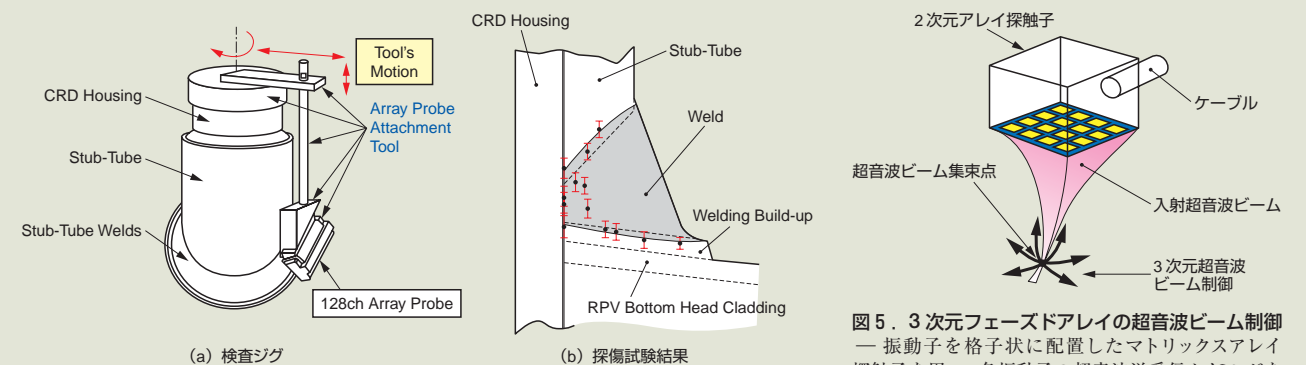 CRD Housing
Stub-Tube
Stub-Tube Welds
Tool's
Motion
Array Probe
Attachment
Tool
128ch Array Probe
(a) 検査ジグ
CRD Housing
Stub-Tube
Weld
Welding Build-up
RPV Bottom Head Cladding
(b) 探傷試験結果
2次元アレイ探触子
ケーブル
超音波ビーム集束点
入射超音波ビーム
3次元超音波
ビーム制御
図5. 3次元フェーズドアレイの超音波ビーム制御
— 振動子を格子状に配置したマトリックスアレイ